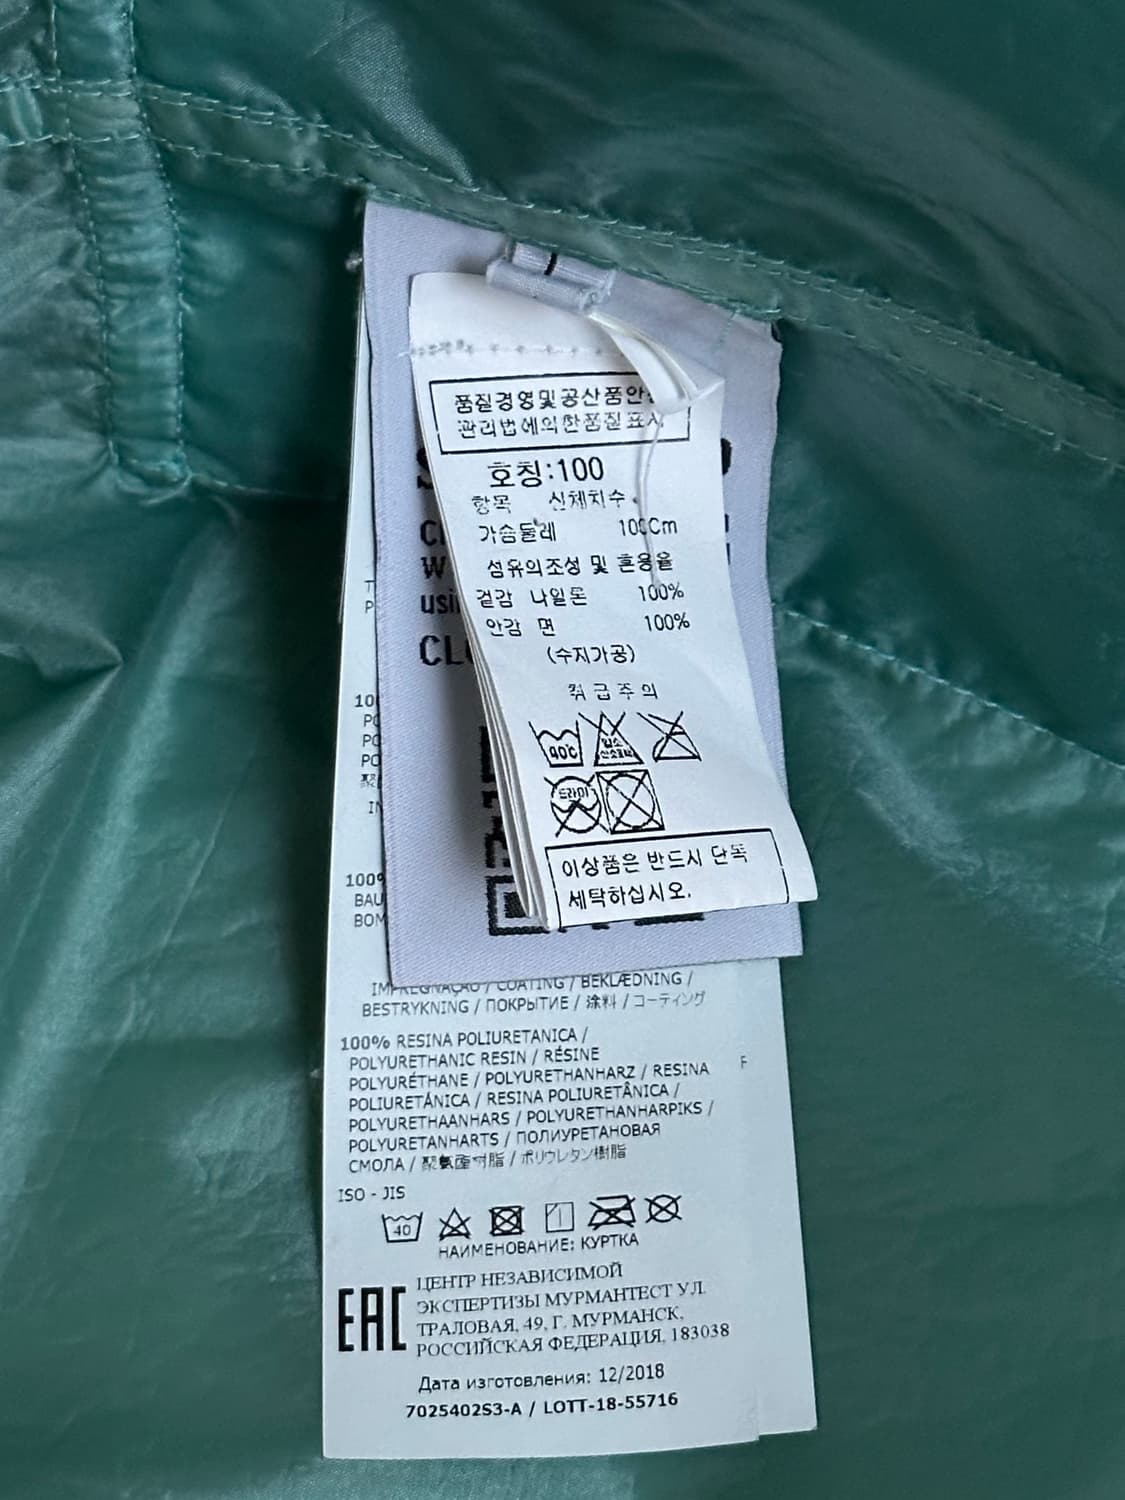 품질경영및공산품안
관리법에의한품질표시
호칭:100
항목 신체치수
가슴둘레 100Cm
섬유의조성 및 혼용율
겉감 나일론 100%
안감 면 100%
(수지가공)
취급주의
40℃
드라이
이상품은 반드시 단독
세탁하십시오.
usi
IMPREGNAÇÃO / COATING / BEKLÆDNING /
BESTRYKNING / ПОКРЫТИЕ / 涂料 / コーティング
100% RESINA POLIURETANICA /
POLYURETHANIC RESIN / RÉSINE
POLYURÉTHANE / POLYURETHANHARZ / RESINA
POLIURETÁNICA / RESINA POLIURETÂNICA /
POLYURETHAANHARS / POLYURETHANHARPIKS /
POLYURETANHARTS / ПОЛИУРЕТАНОВАЯ
СМОЛА / 聚氨酯树脂 / ポリウレタン樹脂
ISO - JIS
40
НАИМЕНОВАНИЕ: КУРТКА
EAC
ЦЕНТР НЕЗАВИСИМОЙ
ЭКСПЕРТИЗЫ МУРМАНТЕСТ УЛ.
ТРАЛОВАЯ, 49, Г. МУРМАНСК,
РОССИЙСКАЯ ФЕДЕРАЦИЯ, 183038
Дата изготовления: 12/2018
7025402S3-A / LOTT-18-55716